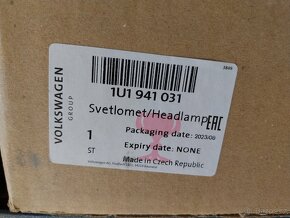 VOLKSWAGEN
GROUP
1U1 941 031
Svetlomet/Headlamp
EAC
1
ST
Packaging date: 2023/06
Expiry date: NONE
Made in Czech Republic